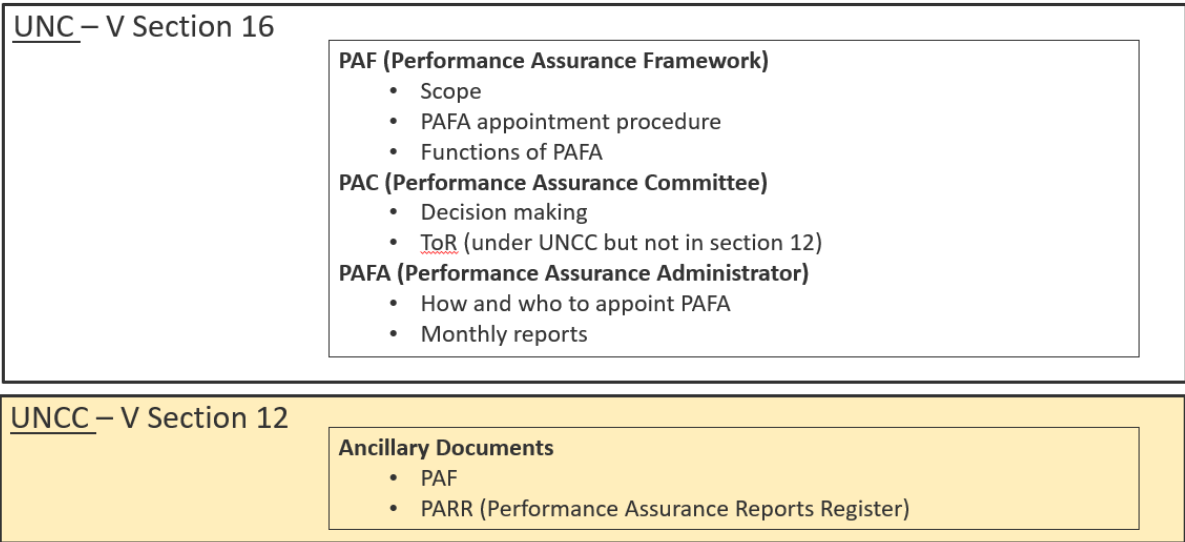 UNC – V Section 16
PAF (Performance Assurance Framework)
• Scope
• PAFA appointment procedure
• Functions of PAFA
PAC (Performance Assurance Committee)
• Decision making
• ToR (under UNCC but not in section 12)
PAFA (Performance Assurance Administrator)
• How and who to appoint PAFA
• Monthly reports
UNCC – V Section 12
Ancillary Documents
• PAF
• PARR (Performance Assurance Reports Register)